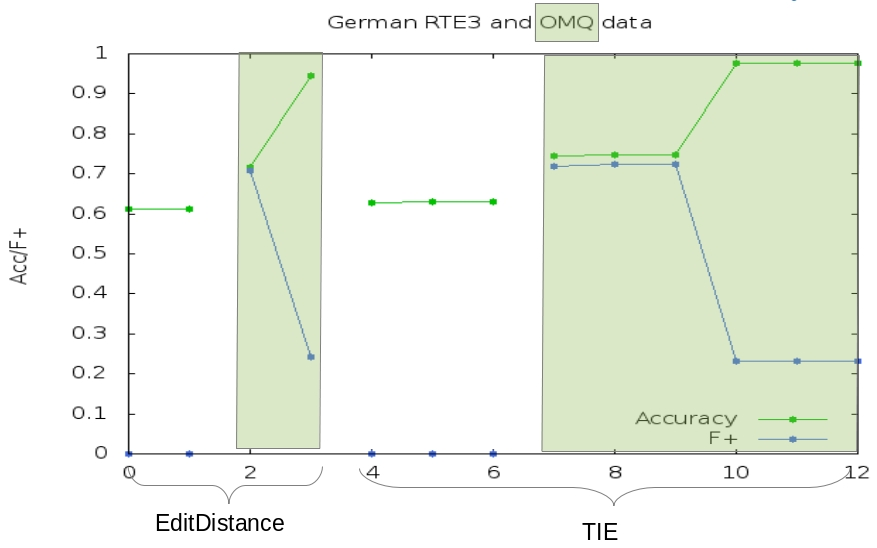 German RTE3 and OMQ data
1
0.9
0.8
0.7
0.6
0.5
0.4
0.3
0.2
0.1
0
Acc/F+
Accuracy
F+
0 2 4 6 8 10 12
EditDistance
TIE